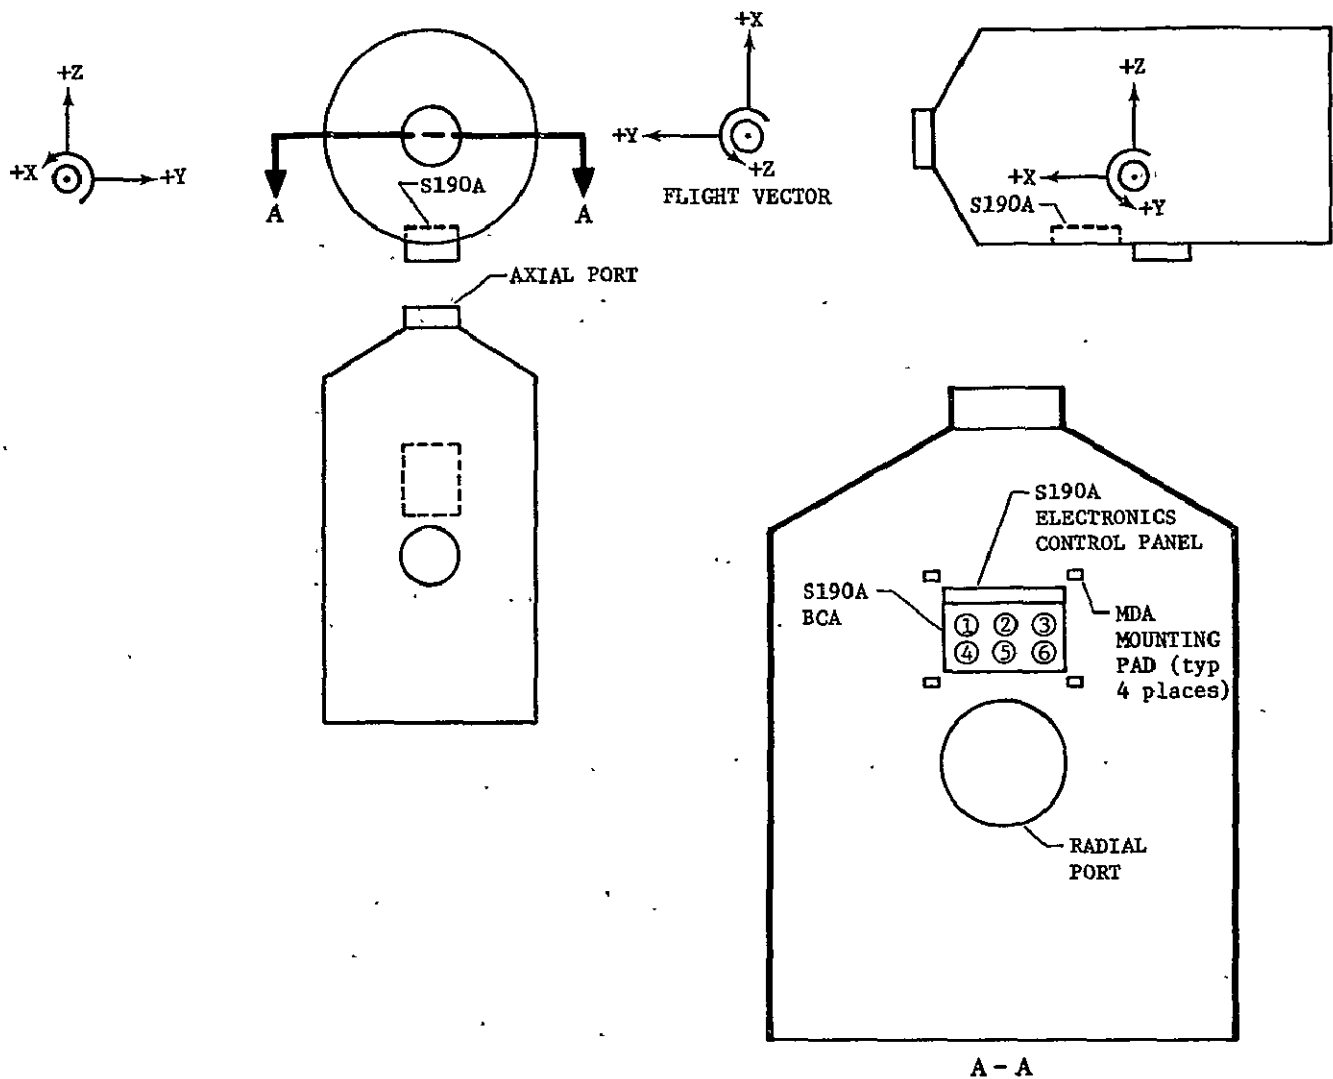 +Z
+X
+Y
A
A
S190A
+X
+Y
+Z
FLIGHT VECTOR
+Z
+X
+Y
S190A
AXIAL PORT
S190A
ELECTRONICS
CONTROL PANEL
S190A
BCA
1 2 3
4 5 6
MDA
MOUNTING
PAD (typ
4 places)
RADIAL
PORT
A - A